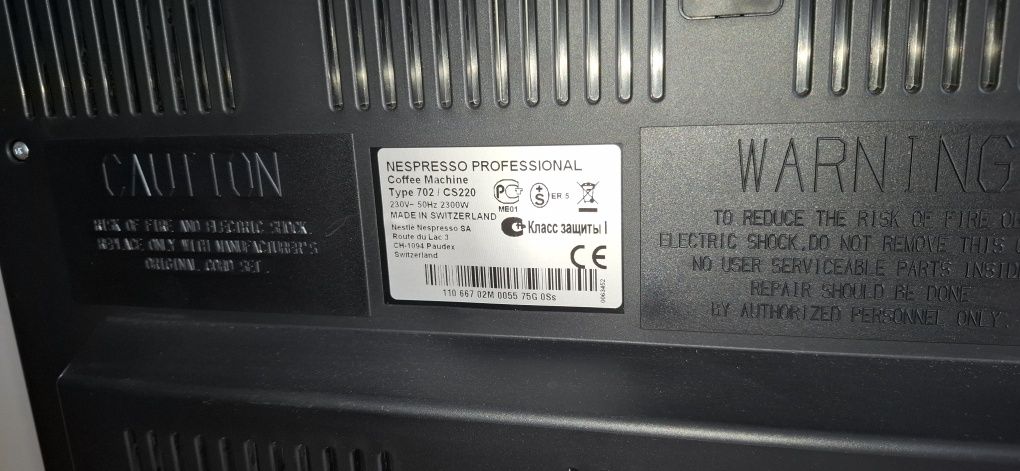 CAUTION
RISK OF FIRE AND ELECTRIC SHOCK
REPLACE ONLY WITH MANUFACTURER'S
ORIGINAL CORD SET.
NESPRESSO PROFESSIONAL
Coffee Machine
Type 702 / CS220
230V~ 50Hz 2300W
MADE IN SWITZERLAND
Nestle Nespresso SA
Route du Lac 3
CH-1094 Paudex
Switzerland
PC
ME01
+S
ER 5
Класс защиты I
CE
110 667 02M 0055 75G 0Ss
WARNING
TO REDUCE THE RISK OF FIRE
ELECTRIC SHOCK, DO NOT REMOVE THIS
NO USER SERVICEABLE PARTS
REPAIR SHOULD BE DONE
BY AUTHORIZED PERSONNEL ONLY.